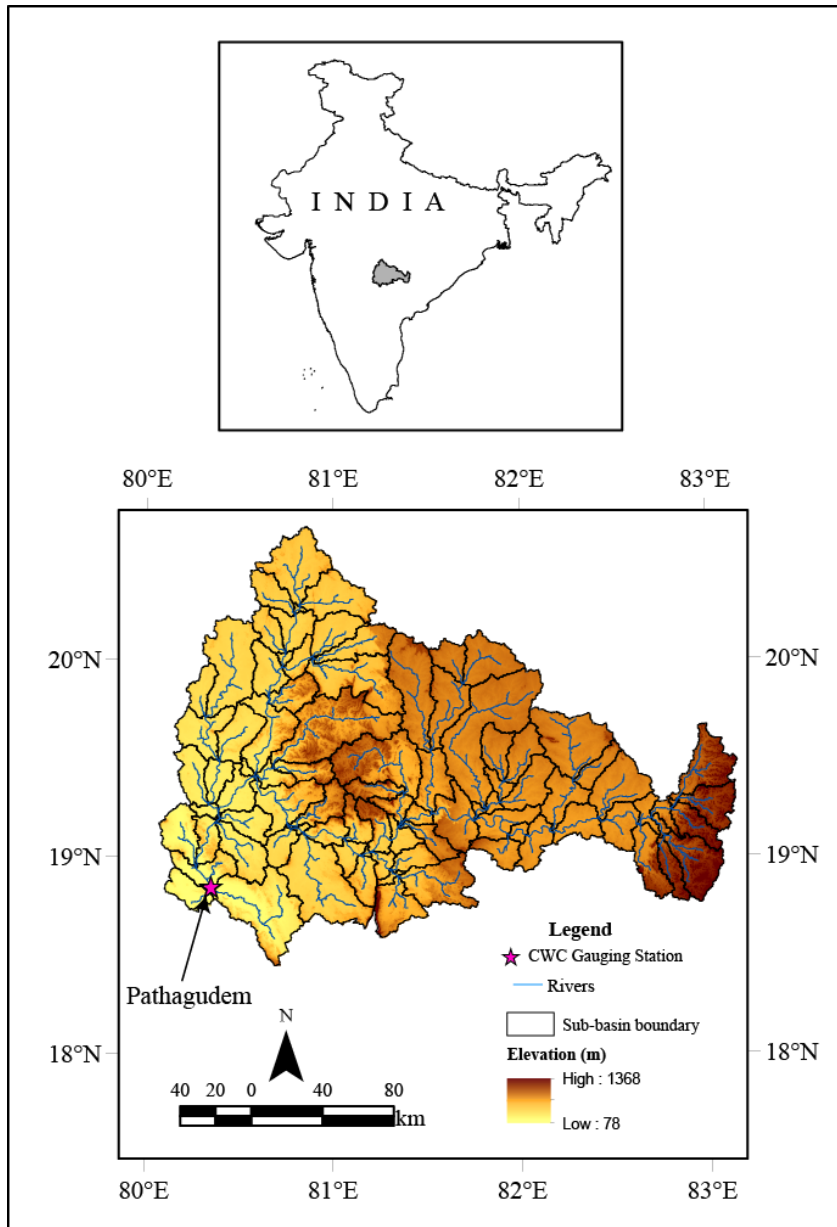 INDIA
80°E 81°E 82°E 83°E
20°N 20°N
19°N 19°N
18°N 18°N
Pathagudem
Legend
CWC Gauging Station
Rivers
Sub-basin boundary
Elevation (m)
High : 1368
Low : 78
N
40 20 0 40 80
km
80°E 81°E 82°E 83°E